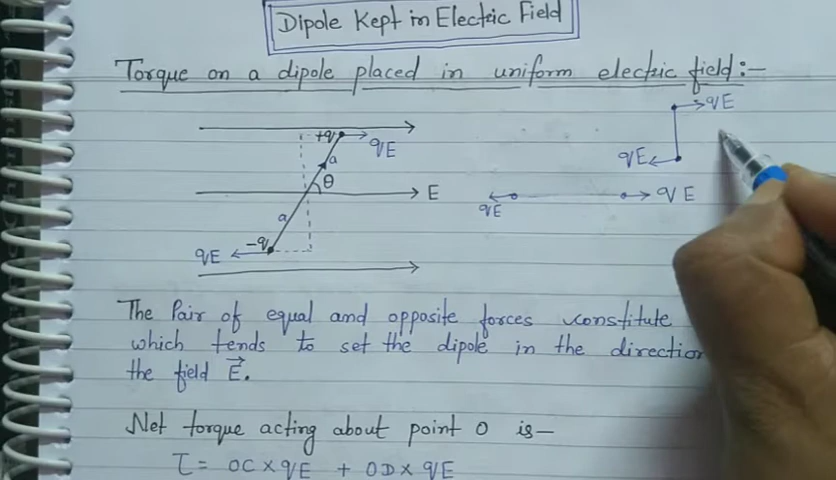 Dipole Kept in Electric Field
Torque on a dipole placed in uniform electric field:-
qE
+q
qE
a
qE
θ
E
qE
qE
a
-q
qE
The Pair of equal and opposite forces constitute
which tends to set the dipole in the direction
the field E⃗.
Net torque acting about point O is—
τ = OC × qE + OD × qE